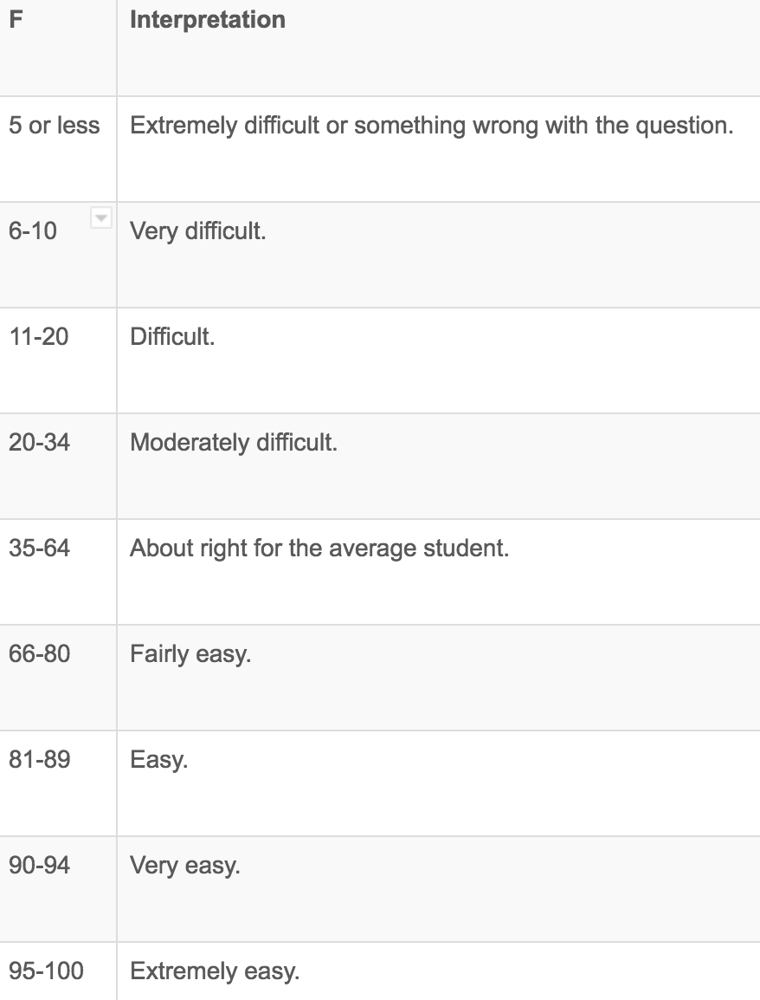 F Interpretation
5 or less Extremely difficult or something wrong with the question.
6-10 Very difficult.
11-20 Difficult.
20-34 Moderately difficult.
35-64 About right for the average student.
66-80 Fairly easy.
81-89 Easy.
90-94 Very easy.
95-100 Extremely easy.